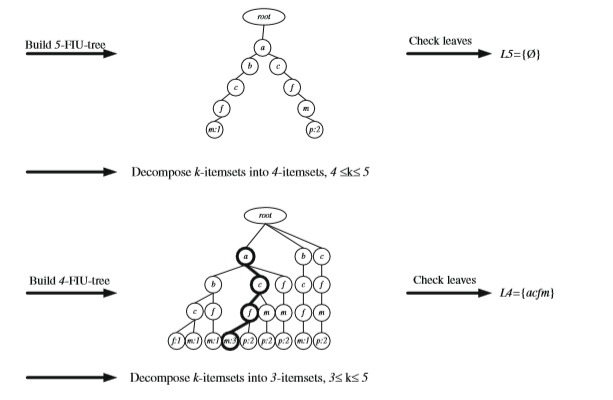 root
Build 5-FIU-tree
a
Check leaves
L5={Ø}
b c
c f
f m
m:1 p:2
Decompose k-itemsets into 4-itemsets, 4 ≤k≤ 5
root
a b c
Build 4-FIU-tree
b c f c f
Check leaves
L4={acfm}
c f f m m f m
f:1 m:1 m:1 m:3 p:2 p:2 p:2 m:1 p:2
Decompose k-itemsets into 3-itemsets, 3≤ k≤ 5